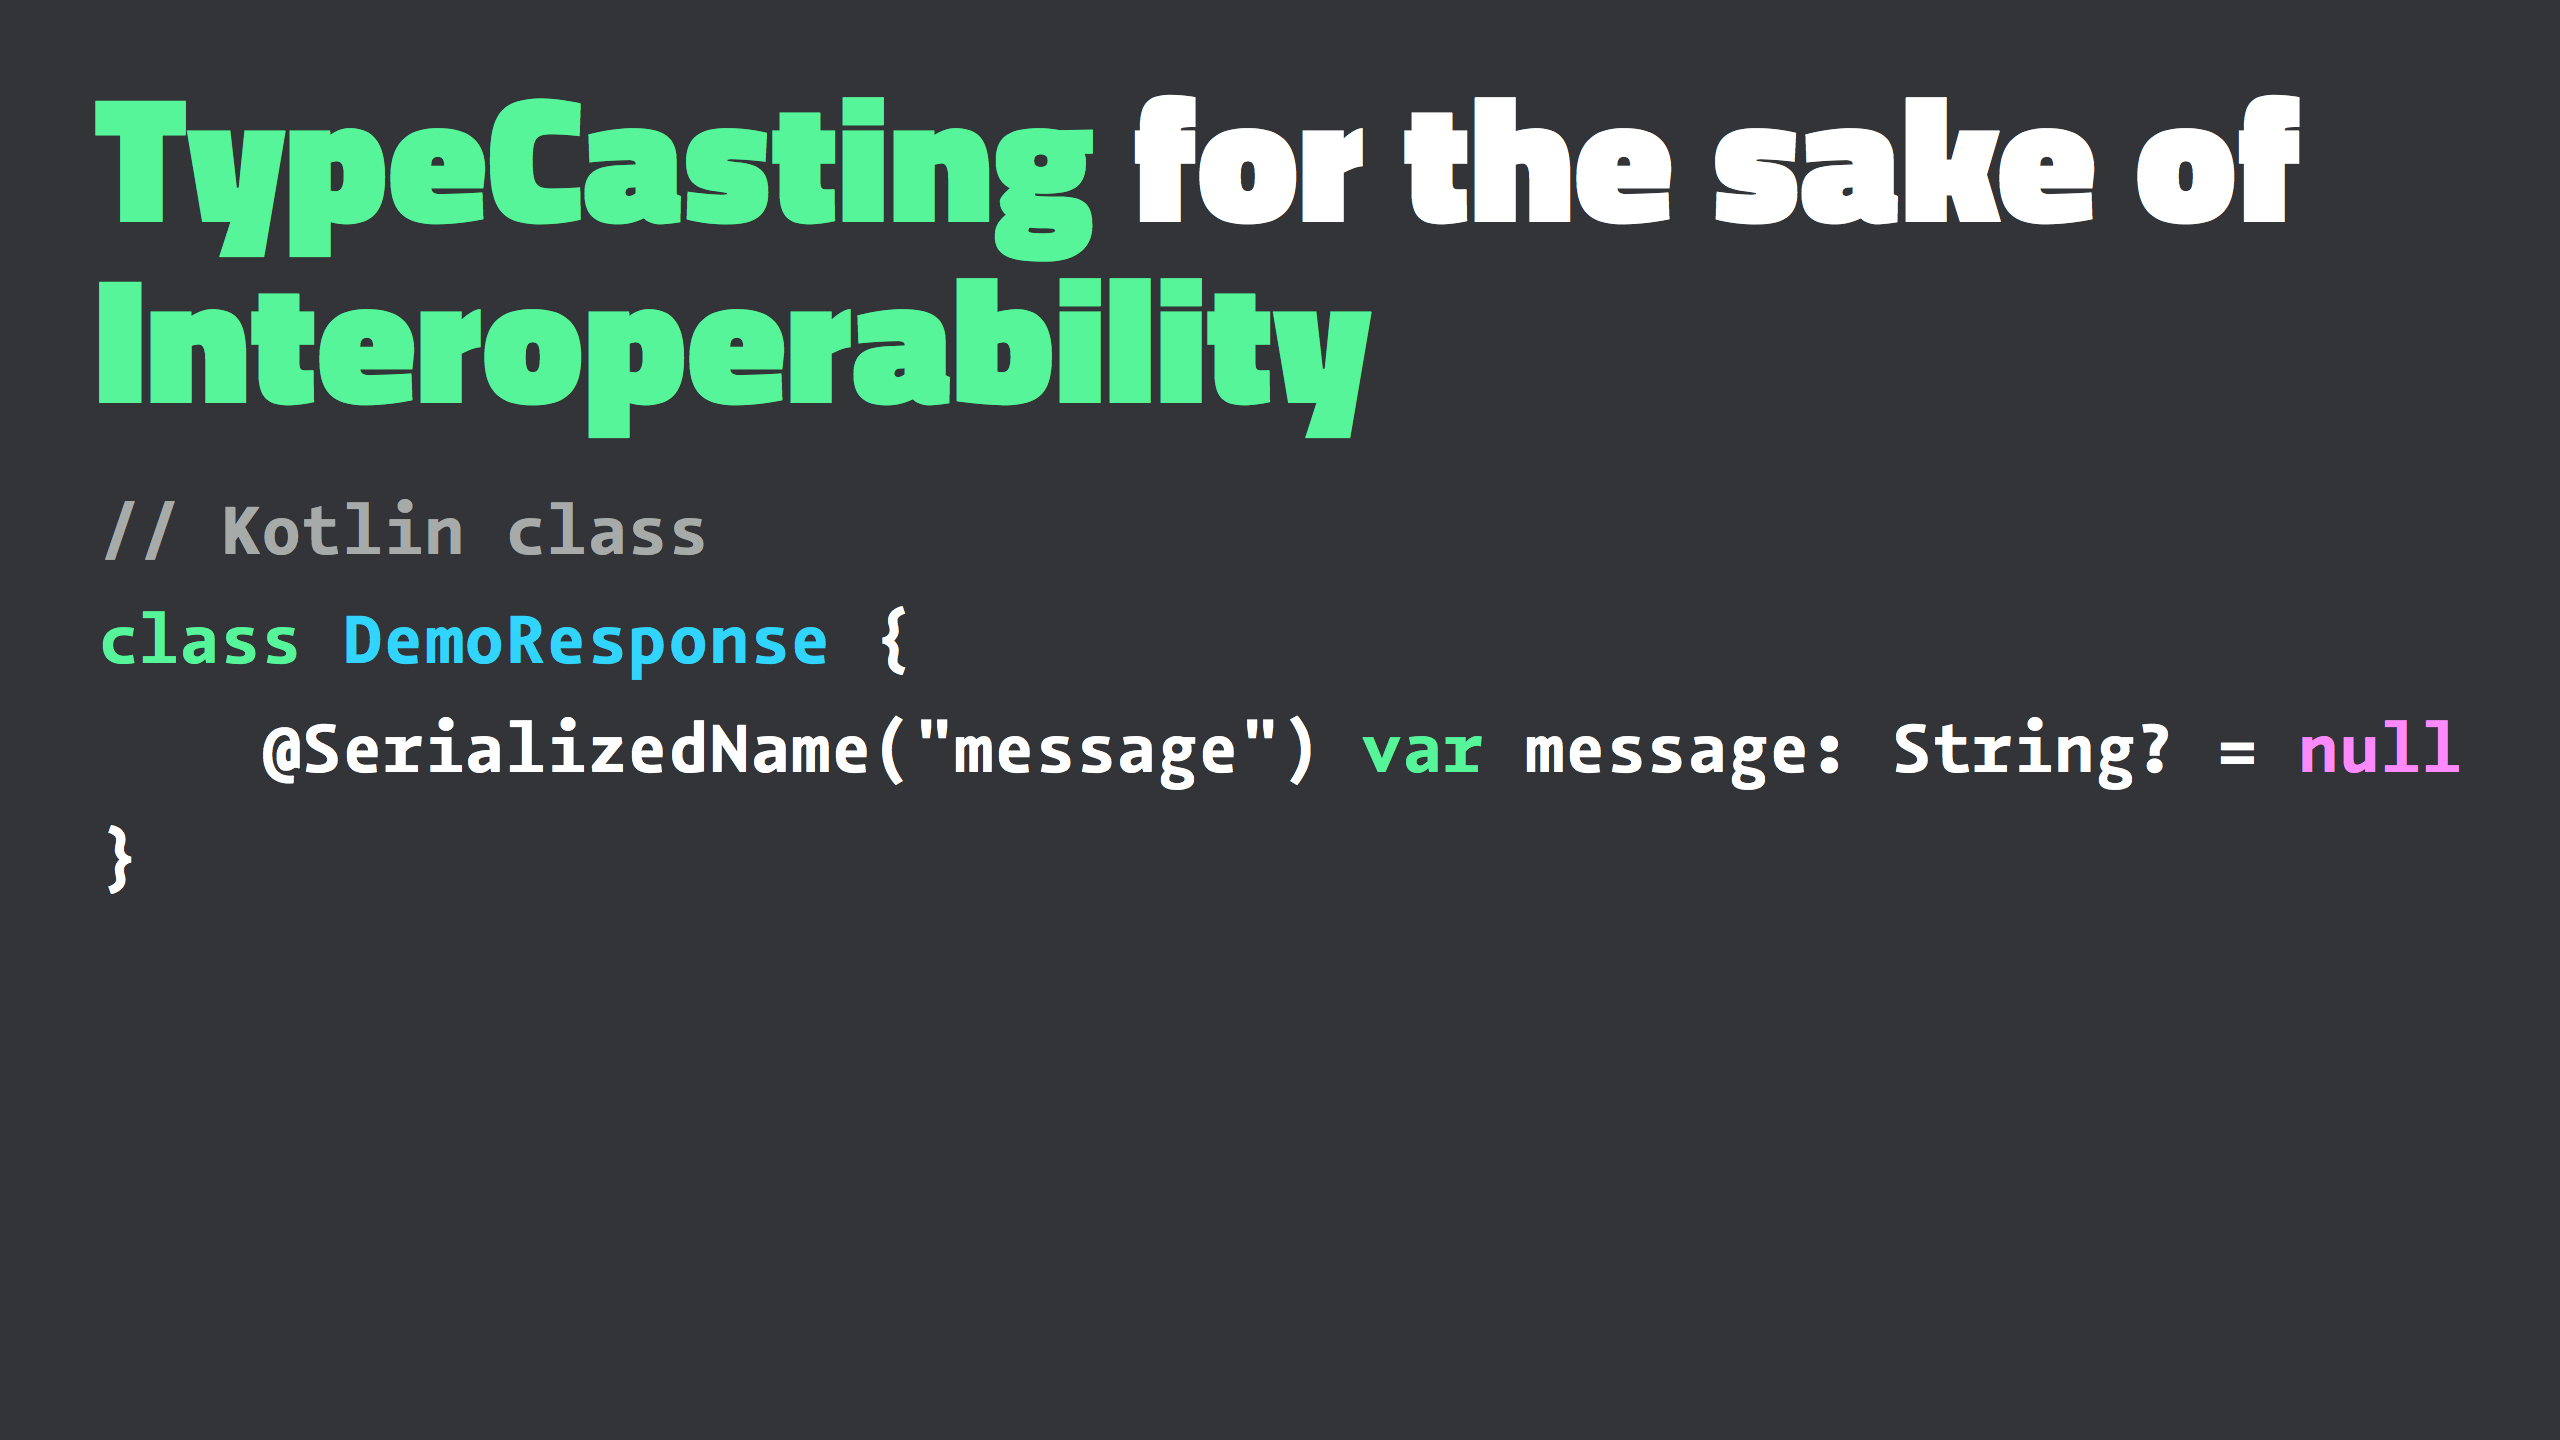 TypeCasting for the sake of
Interoperability
// Kotlin class
class DemoResponse {
    @SerializedName("message") var message: String? = null
}